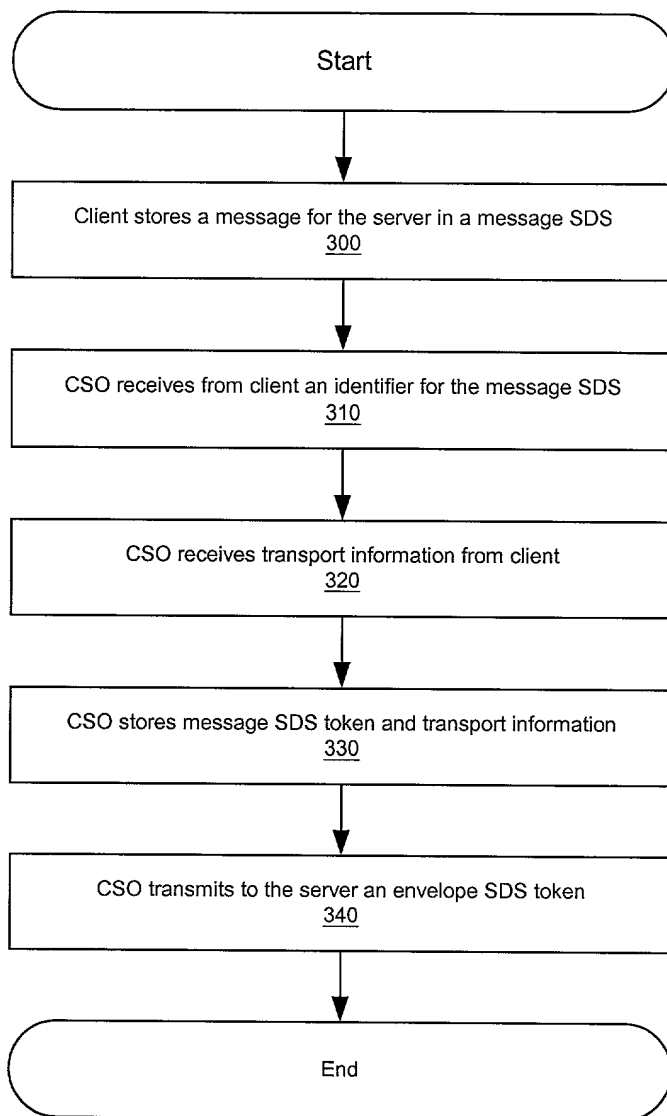 Start
Client stores a message for the server in a message SDS
300
CSO receives from client an identifier for the message SDS
310
CSO receives transport information from client
320
CSO stores message SDS token and transport information
330
CSO transmits to the server an envelope SDS token
340
End